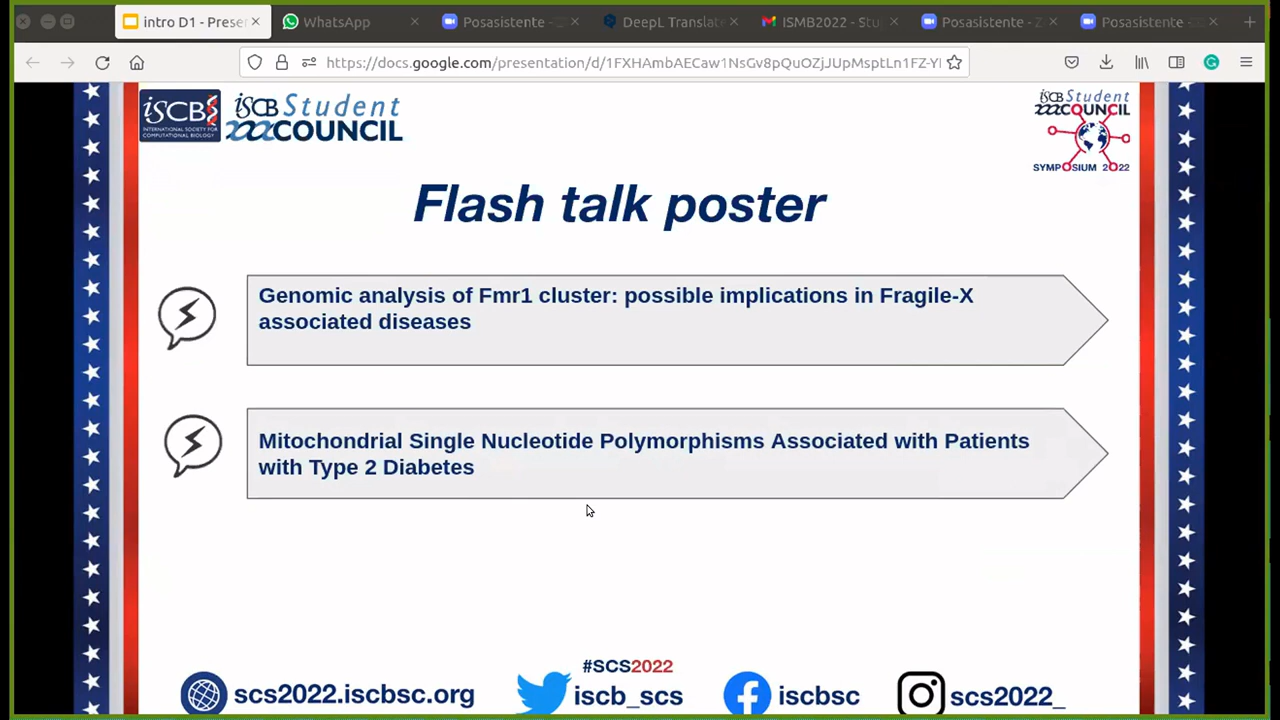 intro D1 - Prese
WhatsApp
Posasistente -
DeepL Translat
ISMB2022 - Stu
Posasistente - Z
Posasistente -
https://docs.google.com/presentation/d/1FXHAmbAECaw1NsGv8pQuOZjJUpMsptLn1FZ-YI
iSCB
INTERNATIONAL SOCIETY FOR
COMPUTATIONAL BIOLOGY
iSCB Student
COUNCIL
iSCB Student
COUNCIL
SYMPOSIUM 2022
Flash talk poster
Genomic analysis of Fmr1 cluster: possible implications in Fragile-X
associated diseases
Mitochondrial Single Nucleotide Polymorphisms Associated with Patients
with Type 2 Diabetes
#SCS2022
scs2022.iscbsc.org
iscb_scs
iscbsc
scs2022_